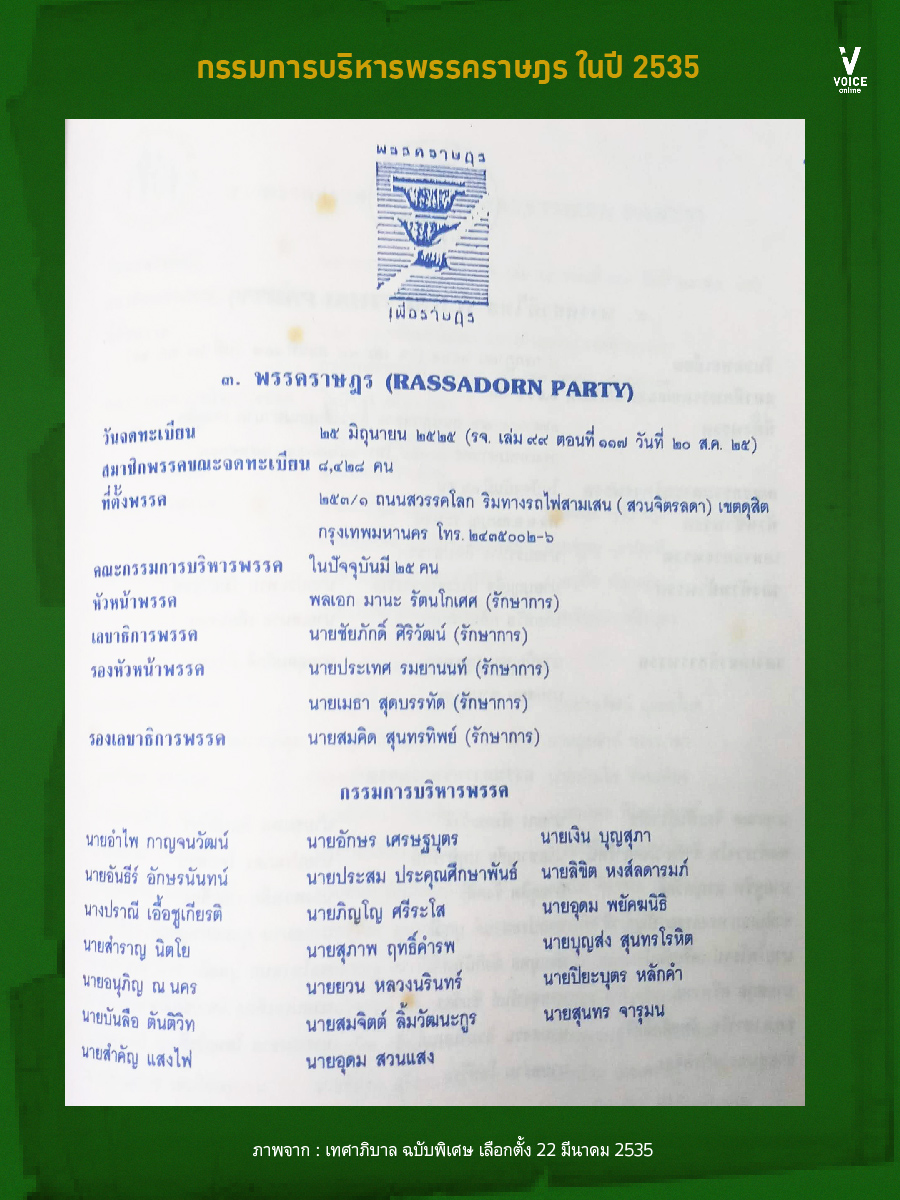 กรรมการบริหารพรรคราษฎร ในปี 2535
VOICE
online
พรรคราษฎร
เพื่อราษฎร
๓. พรรคราษฎร (RASSADORN PARTY)
วันจดทะเบียน ๒๕ มิถุนายน ๒๕๒๕ (รจ. เล่ม ๙๙ ตอนที่ ๑๑๗ วันที่ ๒๐ ส.ค. ๒๕)
สมาชิกพรรคขณะจดทะเบียน ๘,๔๒๘ คน
ที่ตั้งพรรค ๒๕๓/๑ ถนนสวรรคโลก ริมทางรถไฟสามเสน (สวนจิตรลดา) เขตดุสิต
กรุงเทพมหานคร โทร. ๒๔๓๕๐๐๒-๖
คณะกรรมการบริหารพรรค ในปัจจุบันมี ๒๕ คน
หัวหน้าพรรค พลเอก มานะ รัตนโกเศศ (รักษาการ)
เลขาธิการพรรค นายชัยภักดิ์ ศิริวัฒน์ (รักษาการ)
รองหัวหน้าพรรค นายประเทศ รมยานนท์ (รักษาการ)
นายเมธา สุดบรรทัด (รักษาการ)
รองเลขาธิการพรรค นายสมคิด สุนทรทิพย์ (รักษาการ)
กรรมการบริหารพรรค
นายอำไพ กาญจนวัฒน์ นายอักษร เศรษฐบุตร นายเงิน บุญสุภา
นายอันธีร์ อักษรนันทน์ นายประสม ประคุณศึกษาพันธ์ นายลิขิต หงส์ลดารมภ์
นางปราณี เอื้อชูเกียรติ นายภิญโญ ศรีระโส นายอุดม พยัคฆนิธิ
นายสำราญ นิตโย นายสุภาพ ฤทธิ์คำรพ นายบุญส่ง สุนทรโรหิต
นายอนุภิญ ณ นคร นายยวน หลวงนรินทร์ นายปิยะบุตร หลักคำ
นายบันลือ ตันติวิท นายสมจิตต์ ลิ้มวัฒนะกูร นายสุนทร จารุมน
นายสำคัญ แสงไฟ นายอุดม สวนแสง
ภาพจาก : เทศาภิบาล ฉบับพิเศษ เลือกตั้ง 22 มีนาคม 2535